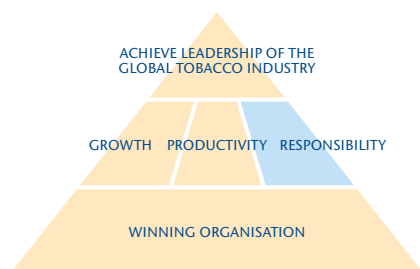 ACHIEVE LEADERSHIP OF THE
GLOBAL TOBACCO INDUSTRY
GROWTH PRODUCTIVITY RESPONSIBILITY
WINNING ORGANISATION